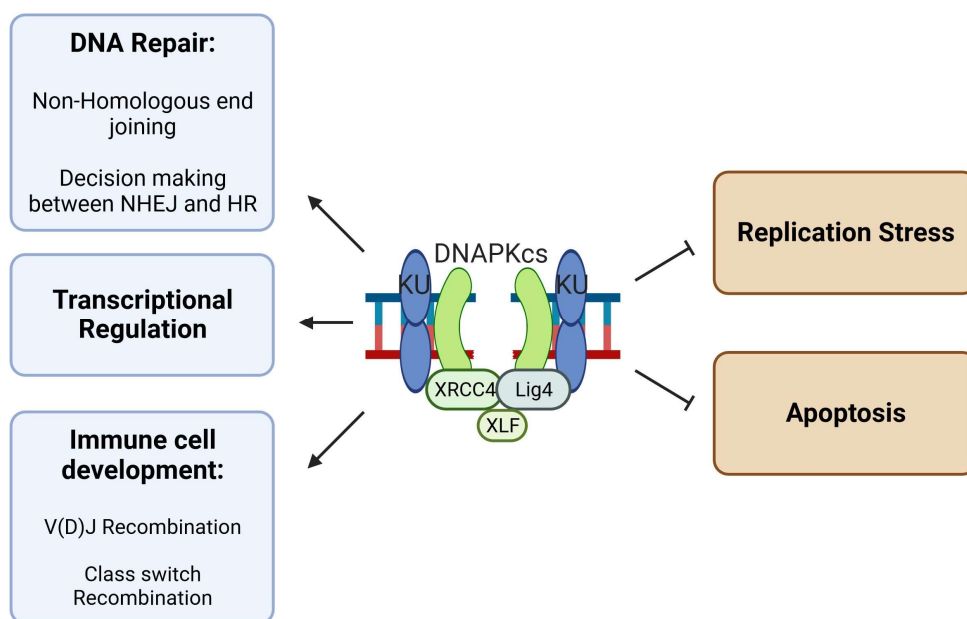 DNA Repair:
Non-Homologous end
joining
Decision making
between NHEJ and HR
Transcriptional
Regulation
Immune cell
development:
V(D)J Recombination
Class switch
Recombination
DNAPKcs
KU
KU
XRCC4
Lig4
XLF
Replication Stress
Apoptosis